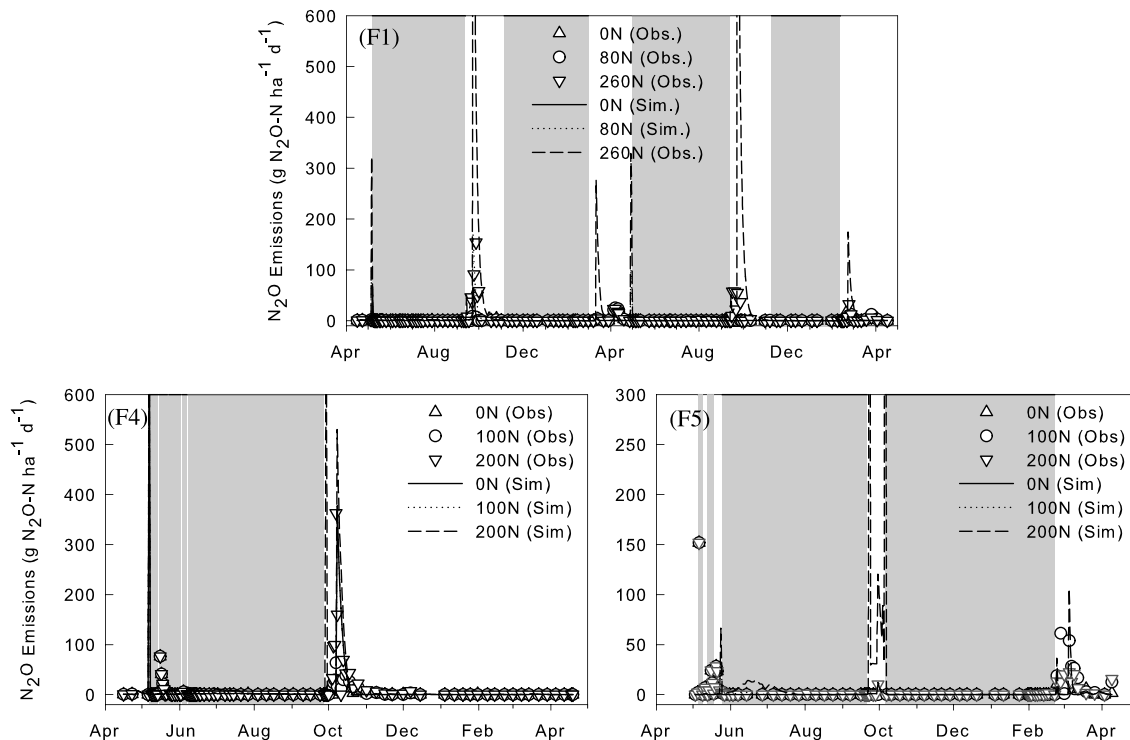 N2O Emissions (g N2O-N ha-1 d-1)
(F1)
600
500
400
300
200
100
0
0N (Obs.)
80N (Obs.)
260N (Obs.)
0N (Sim.)
80N (Sim.)
260N (Obs.)
Apr Aug Dec Apr Aug Dec Apr
N2O Emissions (g N2O-N ha-1 d-1)
(F4)
600
500
400
300
200
100
0
0N (Obs)
100N (Obs)
200N (Obs)
0N (Sim)
100N (Sim)
200N (Sim)
Apr Jun Aug Oct Dec Feb Apr
(F5)
300
250
200
150
100
50
0
0N (Obs)
100N (Obs)
200N (Obs)
0N (Sim)
100N (Sim)
200N (Sim)
Apr Jun Aug Oct Dec Feb Apr